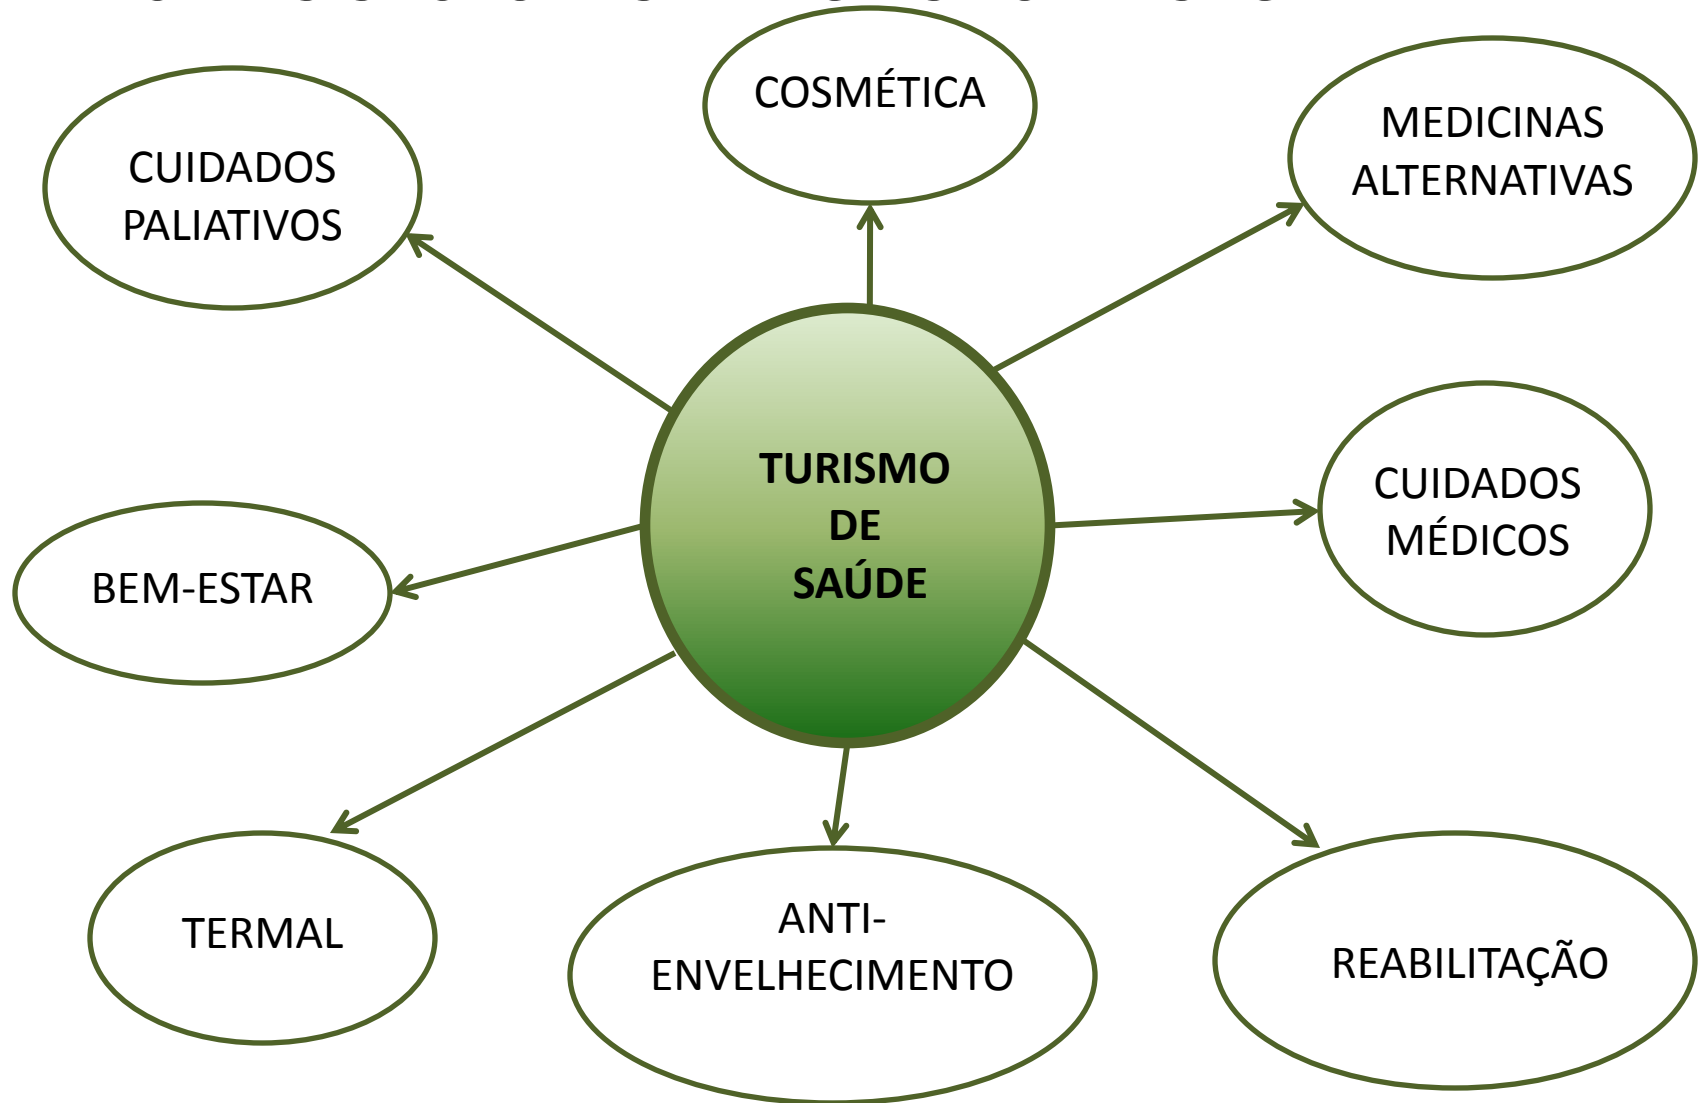 COSMÉTICA
MEDICINAS
ALTERNATIVAS
CUIDADOS
PALIATIVOS
TURISMO
DE
SAÚDE
CUIDADOS
MÉDICOS
BEM-ESTAR
TERMAL
ANTI-
ENVELHECIMENTO
REABILITAÇÃO